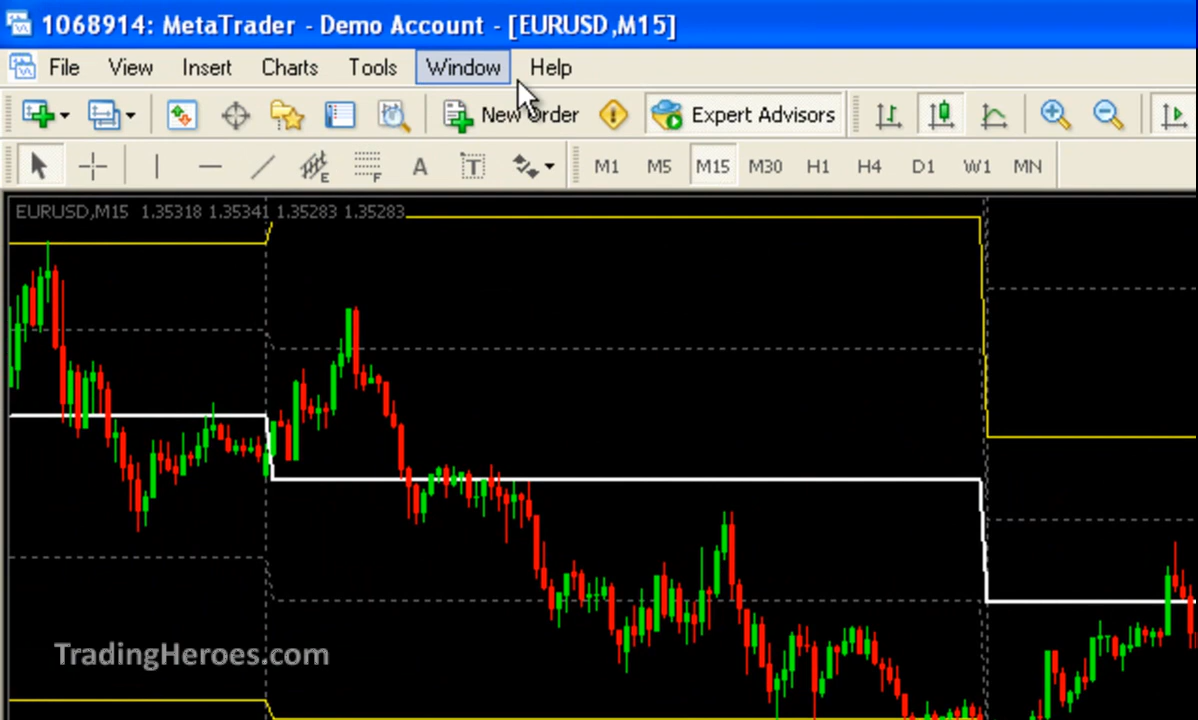 1068914: MetaTrader - Demo Account - [EURUSD,M15]
File View Insert Charts Tools Window Help
New Order Expert Advisors
E F A T M1 M5 M15 M30 H1 H4 D1 W1 MN
EURUSD,M15 1.35318 1.35341 1.35283 1.35283
TradingHeroes.com